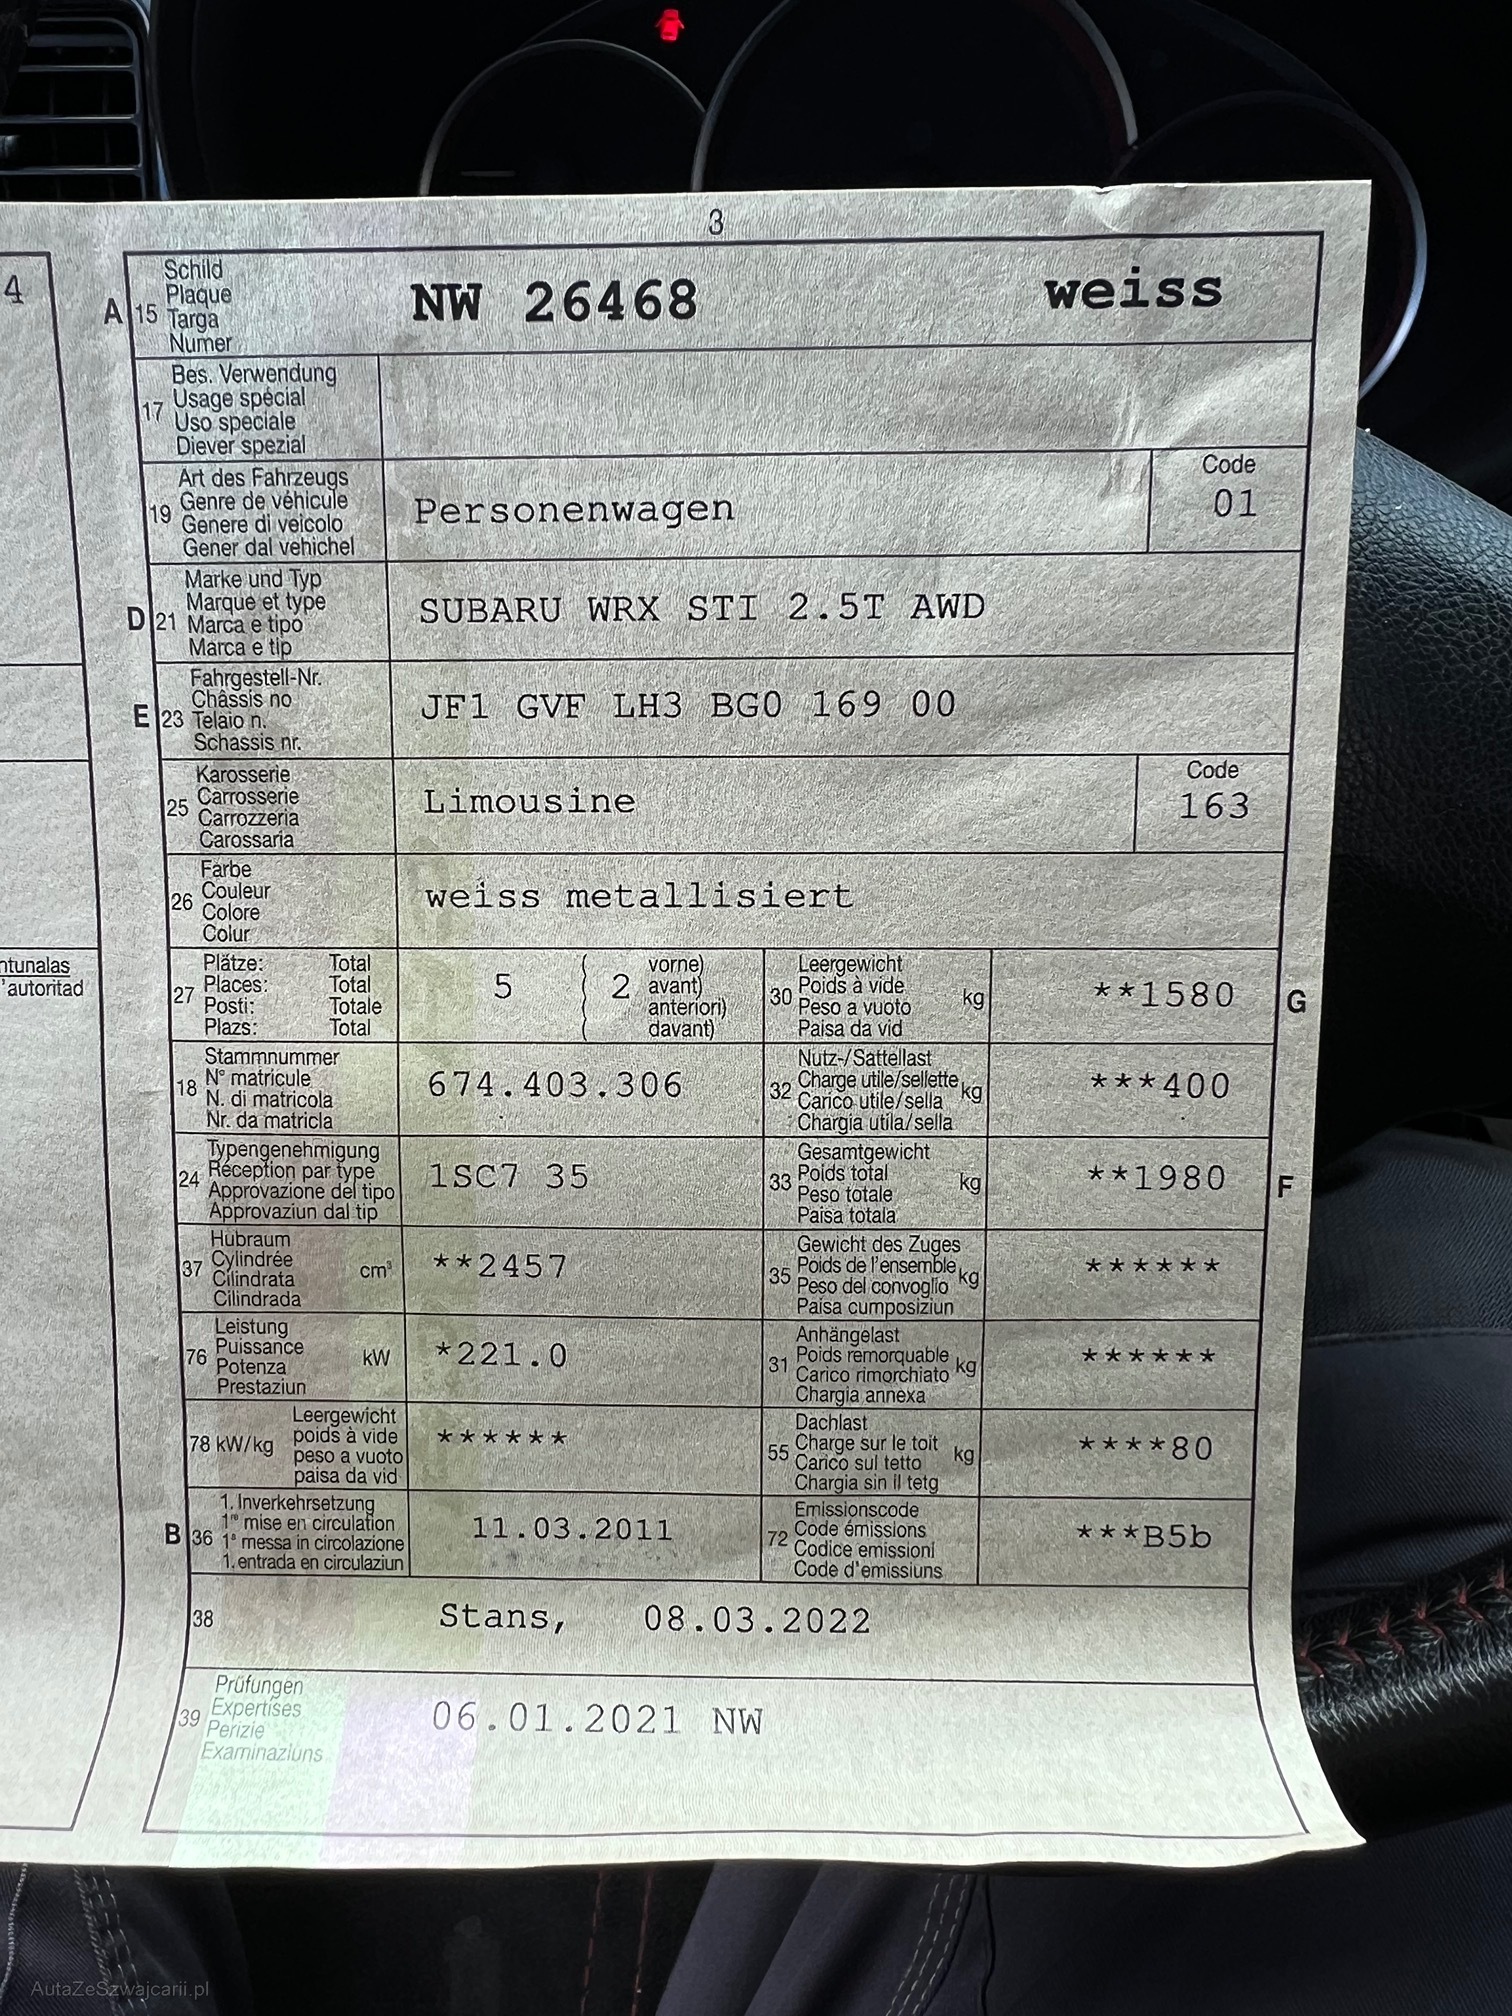 3
4
A 15 Schild
Plaque
Targa
Numer
NW 26468 weiss
17 Bes. Verwendung
Usage spécial
Uso speciale
Diever spezial
19 Art des Fahrzeugs
Genre de véhicule
Genere di veicolo
Gener dal vehichel
Personenwagen
Code
01
D 21 Marke und Typ
Marque et type
Marca e tipo
Marca e tip
SUBARU WRX STI 2.5T AWD
E 23 Fahrgestell-Nr.
Châssis no
Telaio n.
Schassis nr.
JF1 GVF LH3 BG0 169 00
25 Karosserie
Carrosserie
Carrozzeria
Carossaria
Limousine
Code
163
26 Farbe
Couleur
Colore
Colur
weiss metallisiert
ntunalas
'autoritad
27 Plätze: Total
Places: Total
Posti: Totale
Plazs: Total
5 ( 2 vorne)
avant)
anteriori)
davant)
30 Leergewicht
Poids à vide
Peso a vuoto
Paisa da vid
kg
**1580 G
18 Stammnummer
N° matricule
N. di matricola
Nr. da matricla
674.403.306
32 Nutz-/Sattellast
Charge utile/sellette
Carico utile/sella
Chargia utila/sella
kg
***400
24 Typengenehmigung
Réception par type
Approvazione del tipo
Approvaziun dal tip
1SC7 35
33 Gesamtgewicht
Poids total
Peso totale
Paisa totala
kg
**1980 F
37 Hubraum
Cylindrée
Cilindrata
Cilindrada
cm³
**2457
35 Gewicht des Zuges
Poids de l'ensemble
Peso del convoglio
Paisa cumposiziun
kg
******
76 Leistung
Puissance
Potenza
Prestaziun
kW
*221.0
31 Anhängelast
Poids remorquable
Carico rimorchiato
Chargia annexa
kg
******
78 kW/kg Leergewicht
poids à vide
peso a vuoto
paisa da vid
******
55 Dachlast
Charge sur le toit
Carico sul tetto
Chargia sin il tetg
kg
****80
B 36 1. Inverkehrsetzung
1re mise en circulation
1a messa in circolazione
1. entrada en circulaziun
11.03.2011
72 Emissionscode
Code émissions
Codice emissioni
Code d'emissiuns
***B5b
38 Stans, 08.03.2022
39 Prüfungen
Expertises
Perizie
Examinaziuns
06.01.2021 NW
AutaZeSzwajcarii.pl